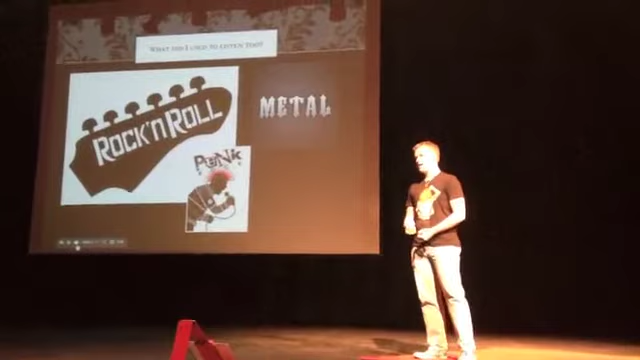 WHAT DID I USED TO LISTEN TOO?
ROCK'N ROLL
METAL
PUNK